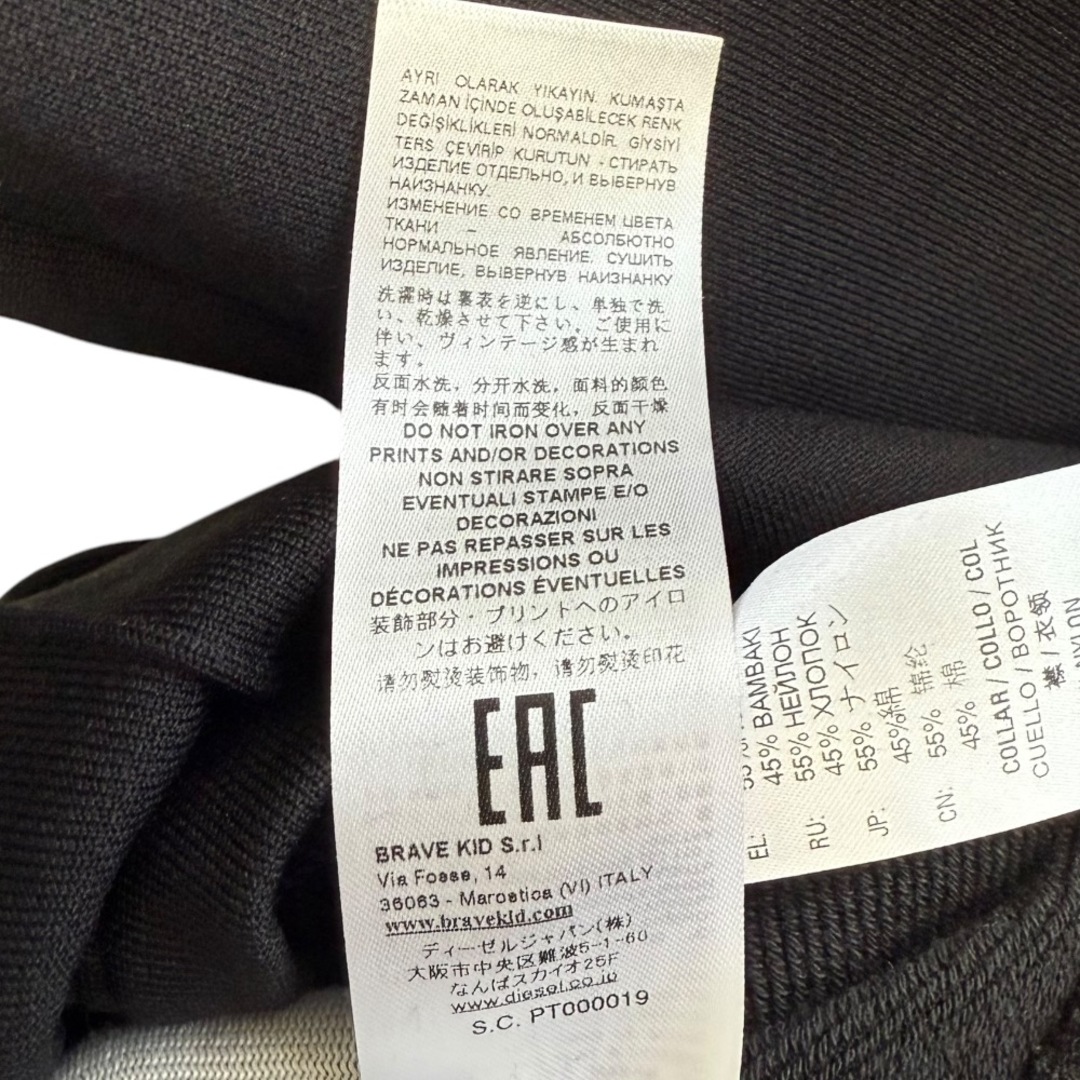 AYRI OLARAK YIKAYIN. KUMAŞTA
ZAMAN İÇİNDE OLUŞABİLECEK RENK
DEĞİŞİKLİKLERİ NORMALDİR. GİYSİYİ
TERS ÇEVİRİP KURUTUN - СТИРАТЬ
ИЗДЕЛИЕ ОТДЕЛЬНО, И ВЫВЕРНУВ
НАИЗНАНКУ.
ИЗМЕНЕНИЕ СО ВРЕМЕНЕМ ЦВЕТА
ТКАНИ – АБСОЛБЮТНО
НОРМАЛЬНОЕ ЯВЛЕНИЕ. СУШИТЬ
ИЗДЕЛИЕ, ВЫВЕРНУВ НАИЗНАНКУ
洗濯時は裏表を逆にし、単独で洗
い、乾燥させて下さい。ご使用に
伴い、ヴィンテージ感が生まれ
ます。
反面水洗，分开水洗，面料的颜色
有时会随着时间而变化，反面干燥
DO NOT IRON OVER ANY
PRINTS AND/OR DECORATIONS
NON STIRARE SOPRA
EVENTUALI STAMPE E/O
DECORAZIONI
NE PAS REPASSER SUR LES
IMPRESSIONS OU
DÉCORATIONS ÉVENTUELLES
装飾部分・プリントへのアイロ
ンはお避けください。
请勿熨烫装饰物，请勿熨烫印花
EAC
BRAVE KID S.r.l
Via Fosse, 14
36063 - Marostica (VI) ITALY
www.bravekid.com
ディーゼルジャパン(株)
大阪市中央区難波5-1-60
なんばスカイオ25F
www.diesel.co.jp
S.C. PT000019
EL:
45% BAMBAKI
RU: 55% НЕЙЛОН
45% ХЛОПОК
JP: 55% ナイロン
45%綿
CN: 55% 锦纶
45% 棉
COLLAR / COLLO / COL
CUELLO / ВОРОТНИК
襟 / 衣领
NYLON